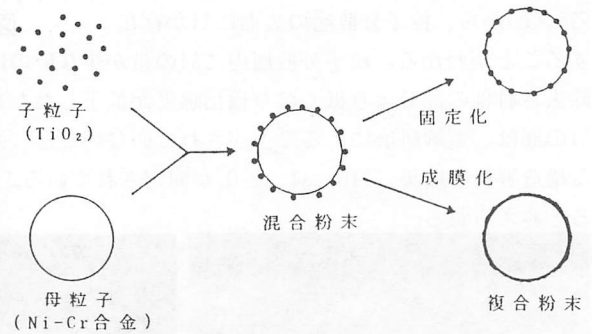 子粒子
(TiO₂)
固定化
成膜化
混合粉末
母粒子
(Ni-Cr合金)
複合粉末